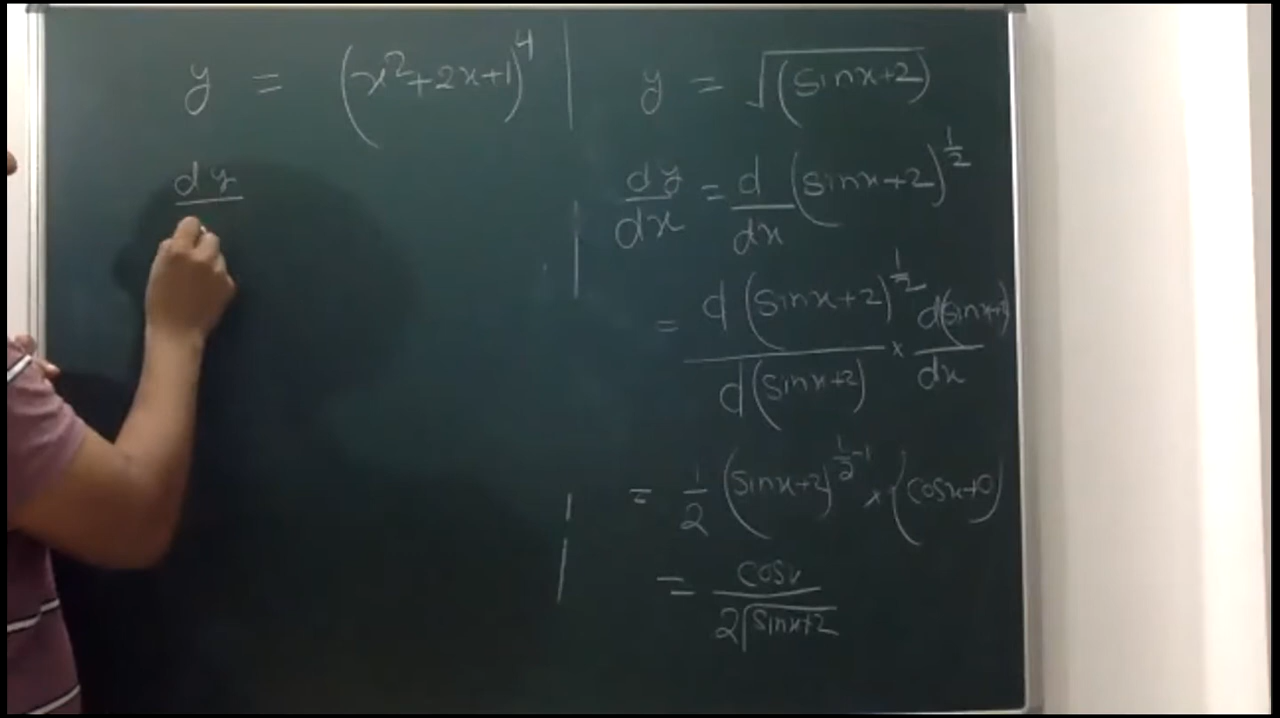 y = (x²+2x+1)⁴
dy
y = √(sinx+2)
dy/dx = d/dx (sinx+2)^½
= d(sinx+2)^½ / d(sinx+2) × d(sinx+2)/dx
= 1/2 (sinx+2)^(½-1) × (cosx+0)
= cosx / 2√sinx+2